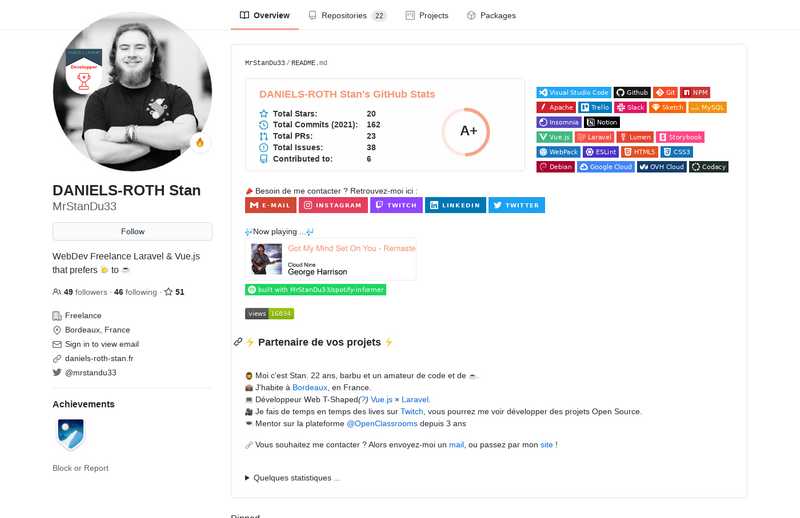 Overview
Repositories 22
Projects
Packages
Développeur
DANIELS-ROTH Stan
MrStanDu33
Follow
WebDev Freelance Laravel & Vue.js
that prefers 🌤️ to ☕
49 followers · 46 following · 51
Freelance
Bordeaux, France
Sign in to view email
daniels-roth-stan.fr
@mrstandu33
Achievements
Block or Report
MrStanDu33 / README.md
DANIELS-ROTH Stan's GitHub Stats
Total Stars: 20
Total Commits (2021): 162
Total PRs: 23
Total Issues: 38
Contributed to: 6
A+
Visual Studio Code Github Git NPM
Apache Trello Slack Sketch MySQL
Insomnia Notion
Vue.js Laravel Lumen Storybook
WebPack ESLint HTML5 CSS3
Debian Google Cloud OVH Cloud Codacy
Besoin de me contacter ? Retrouvez-moi ici :
E-MAIL INSTAGRAM TWITCH LINKEDIN TWITTER
Now playing ...
Got My Mind Set On You - Remaste
Cloud Nine
George Harrison
built with MrStanDu33/spotify-informer
views 16834
⚡ Partenaire de vos projets ⚡
Moi c'est Stan. 22 ans, barbu et un amateur de code et de ☕.
J'habite à Bordeaux, en France.
Développeur Web T-Shaped(?) Vue.js × Laravel.
Je fais de temps en temps des lives sur Twitch, vous pourrez me voir développer des projets Open Source.
Mentor sur la plateforme @OpenClassrooms depuis 3 ans
Vous souhaitez me contacter ? Alors envoyez-moi un mail, ou passez par mon site !
Quelques statistiques ...